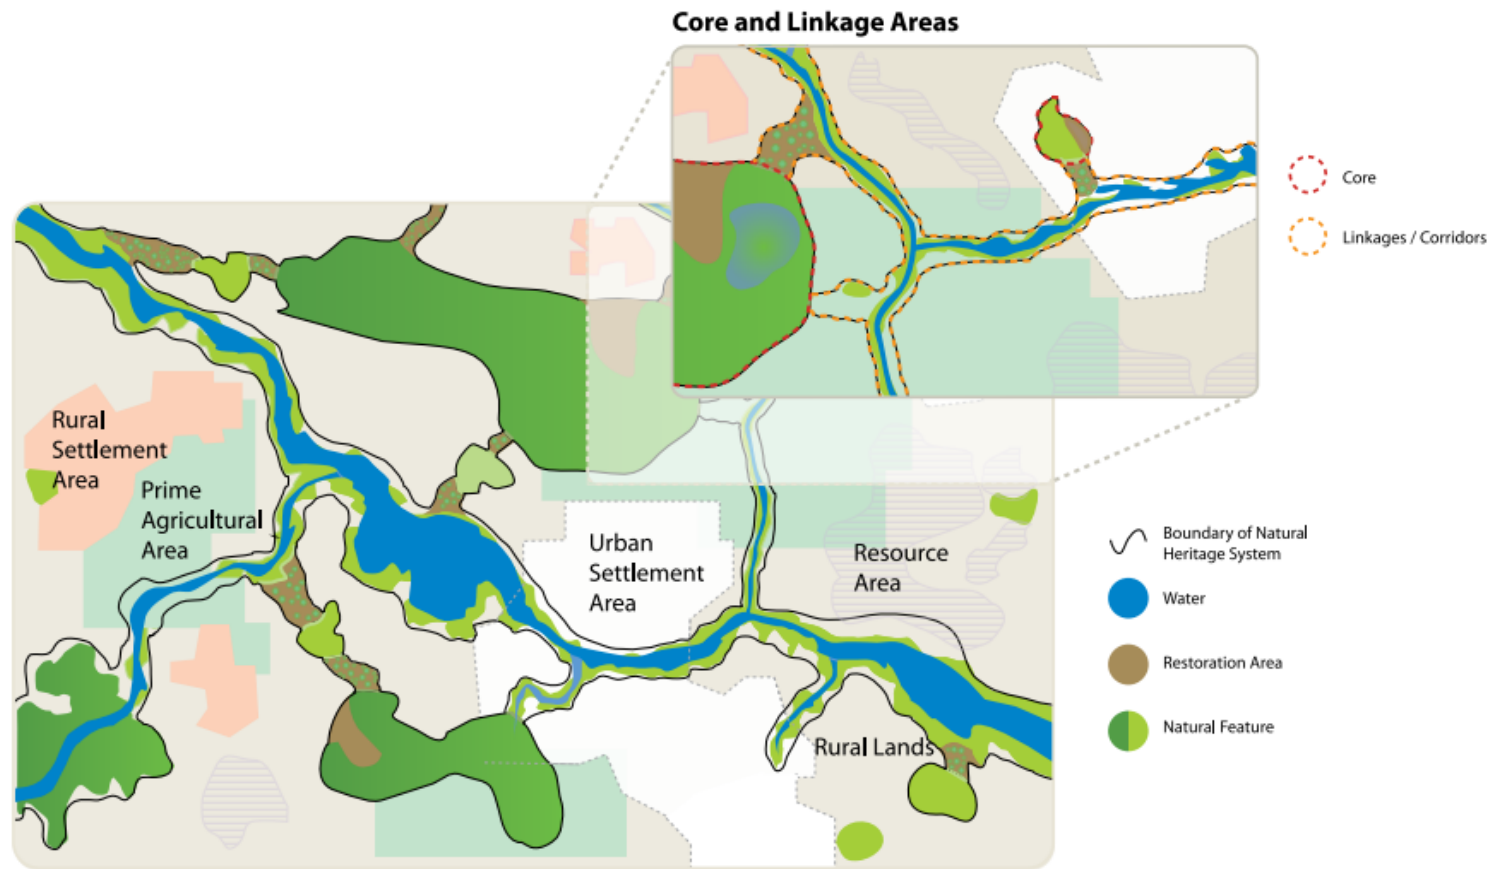 Core and Linkage Areas
Core
Linkages / Corridors
Rural
Settlement
Area
Prime
Agricultural
Area
Urban
Settlement
Area
Resource
Area
Rural Lands
Boundary of Natural
Heritage System
Water
Restoration Area
Natural Feature